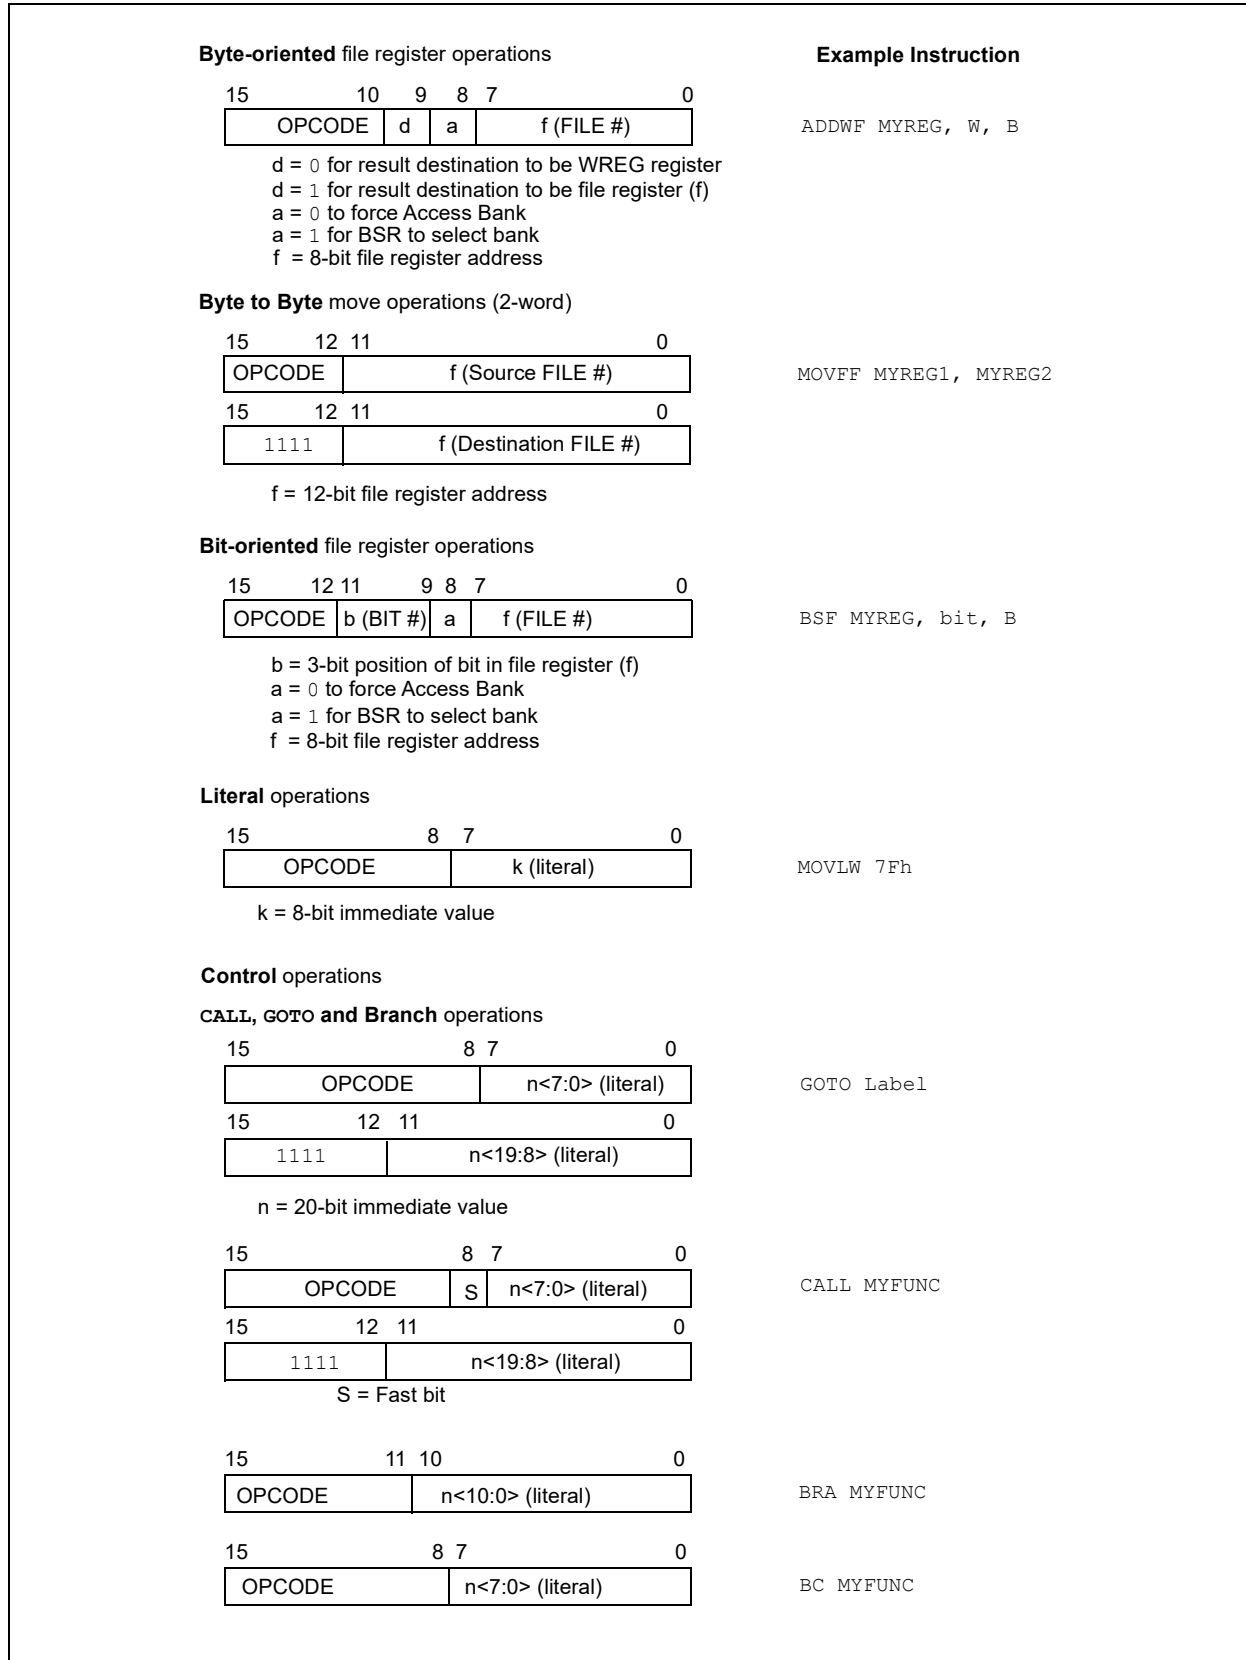 Byte-oriented file register operations Example Instruction
15 10 9 8 7 0
OPCODE d a f (FILE #) ADDWF MYREG, W, B
d = 0 for result destination to be WREG register
d = 1 for result destination to be file register (f)
a = 0 to force Access Bank
a = 1 for BSR to select bank
f = 8-bit file register address
Byte to Byte move operations (2-word)
15 12 11 0
OPCODE f (Source FILE #) MOVFF MYREG1, MYREG2
15 12 11 0
1111 f (Destination FILE #)
f = 12-bit file register address
Bit-oriented file register operations
15 12 11 9 8 7 0
OPCODE b (BIT #) a f (FILE #) BSF MYREG, bit, B
b = 3-bit position of bit in file register (f)
a = 0 to force Access Bank
a = 1 for BSR to select bank
f = 8-bit file register address
Literal operations
15 8 7 0
OPCODE k (literal) MOVLW 7Fh
k = 8-bit immediate value
Control operations
CALL, GOTO and Branch operations
15 8 7 0
OPCODE n<7:0> (literal) GOTO Label
15 12 11 0
1111 n<19:8> (literal)
n = 20-bit immediate value
15 8 7 0
OPCODE S n<7:0> (literal) CALL MYFUNC
15 12 11 0
1111 n<19:8> (literal)
S = Fast bit
15 11 10 0
OPCODE n<10:0> (literal) BRA MYFUNC
15 8 7 0
OPCODE n<7:0> (literal) BC MYFUNC